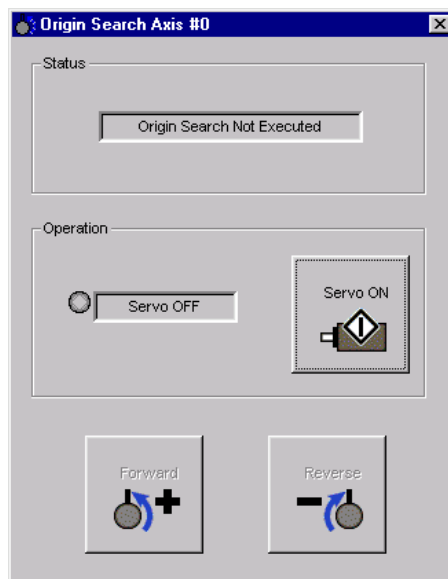 Origin Search Axis #0
Status
Origin Search Not Executed
Operation
Servo OFF
Servo ON
Forward
Reverse